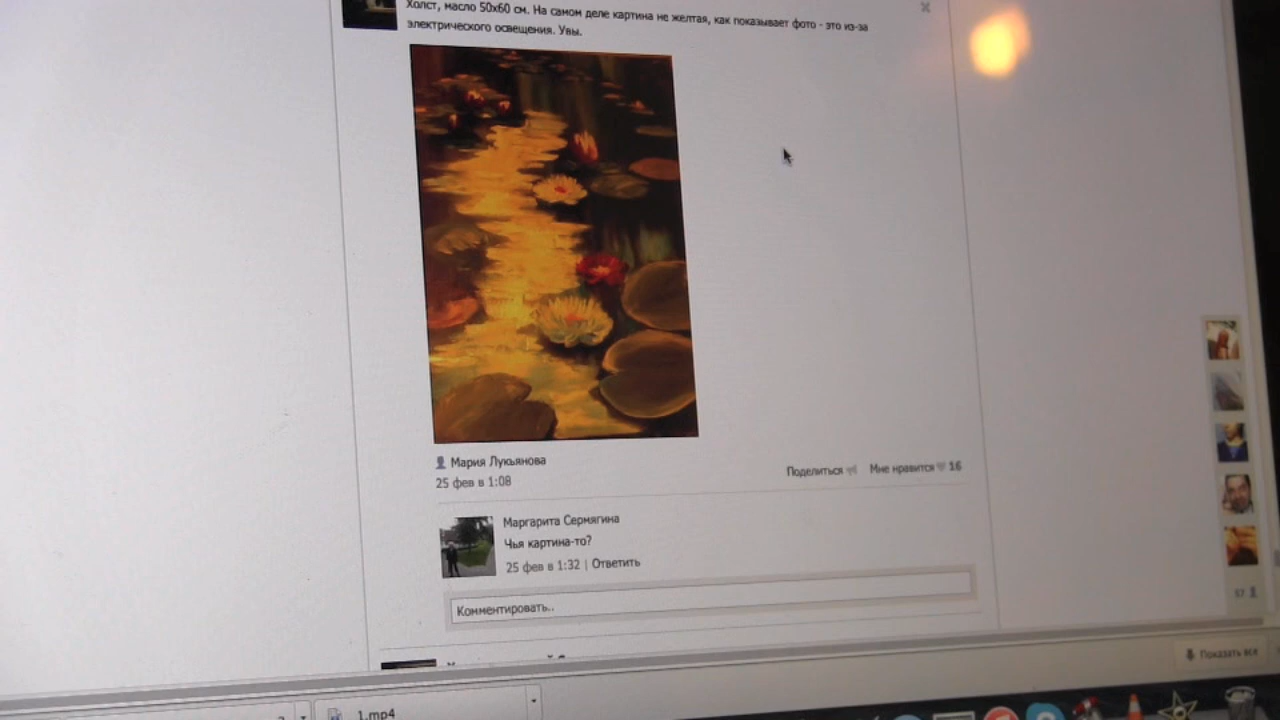 Холст, масло 50х60 см. На самом деле картина не желтая, как показывает фото - это из-за
электрического освещения. Увы.
Мария Лукьянова
25 фев в 1:08
Поделиться
Мне нравится 16
Маргарита Сермягина
Чья картина-то?
25 фев в 1:32 | Ответить
Комментировать..
57
Показать все
1.mp4